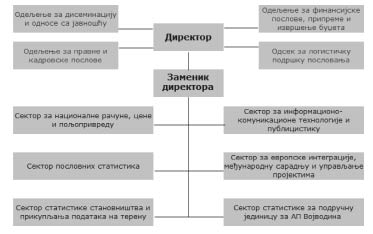 Одељење за дисеминацију
и односе са јавношћу
Одељење за финансијске
послове, припреме и
извршење буџета
Директор
Одељење за правне и
кадровске послове
Одсек за логистичку
подршку пословања
Заменик
директора
Сектор за националне рачуне, цене
и пољопривреду
Сектор за информационо-
комуникационе технологије и
публицистику
Сектор пословних статистика
Сектор за европске интеграције,
међународну сарадњу и управљање
пројектима
Сектор статистике становништва и
прикупљања података на терену
Сектор статистике за подручну
јединицу за АП Војводина